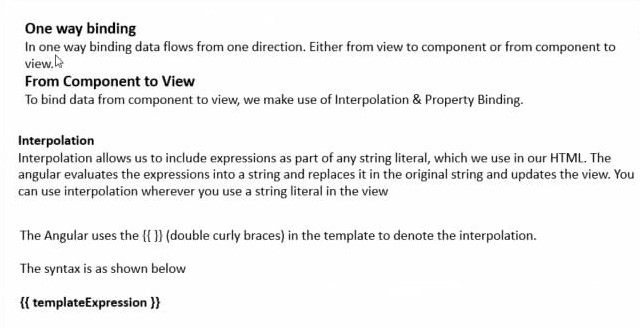 One way binding
In one way binding data flows from one direction. Either from view to component or from component to
view.
From Component to View
To bind data from component to view, we make use of Interpolation & Property Binding.
Interpolation
Interpolation allows us to include expressions as part of any string literal, which we use in our HTML. The
angular evaluates the expressions into a string and replaces it in the original string and updates the view. You
can use interpolation wherever you use a string literal in the view
The Angular uses the {{ }} (double curly braces) in the template to denote the interpolation.
The syntax is as shown below
{{ templateExpression }}